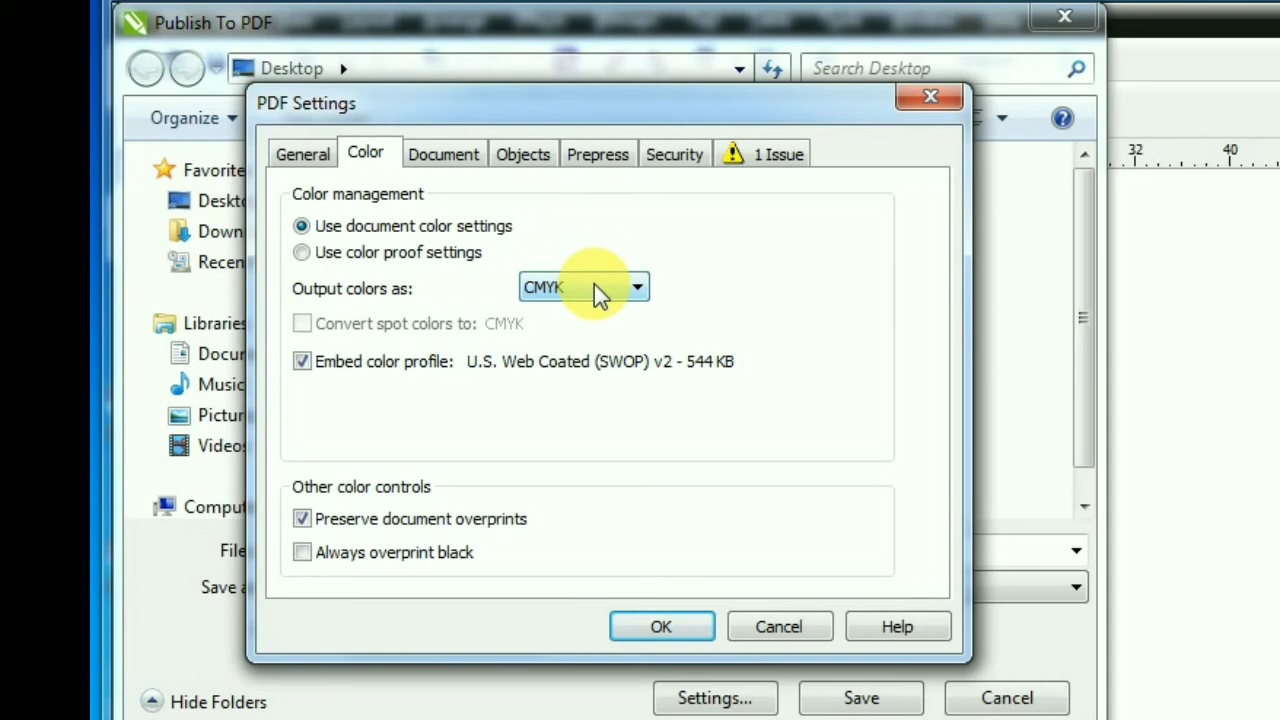 Publish To PDF
Desktop
Search Desktop
PDF Settings
Organize
General
Color
Document
Objects
Prepress
Security
1 Issue
32
40
Favorite
Deskto
Down
Recen
Libraries
Docu
Music
Pictur
Videos
Comput
Color management
Use document color settings
Use color proof settings
Output colors as:
CMYK
Convert spot colors to: CMYK
Embed color profile: U.S. Web Coated (SWOP) v2 - 544 KB
Other color controls
Preserve document overprints
Always overprint black
File
Save a
OK
Cancel
Help
Hide Folders
Settings...
Save
Cancel